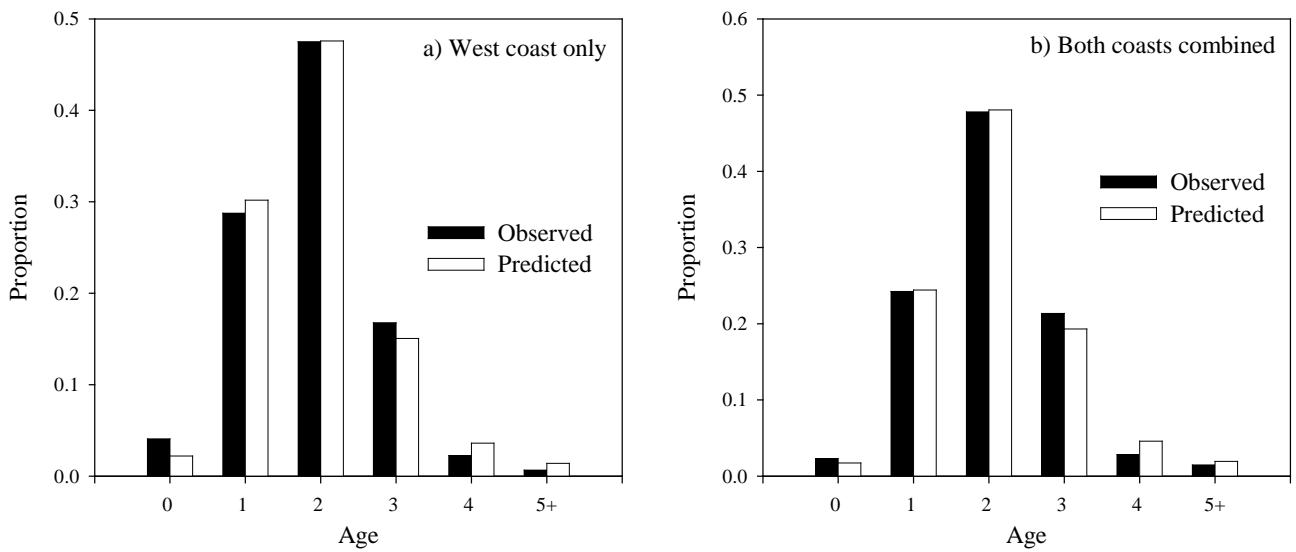 a) West coast only
0.5
0.4
0.3
0.2
0.1
0.0
Proportion
Observed
Predicted
0 1 2 3 4 5+
Age
b) Both coasts combined
0.6
0.5
0.4
0.3
0.2
0.1
0.0
Proportion
Observed
Predicted
0 1 2 3 4 5+
Age